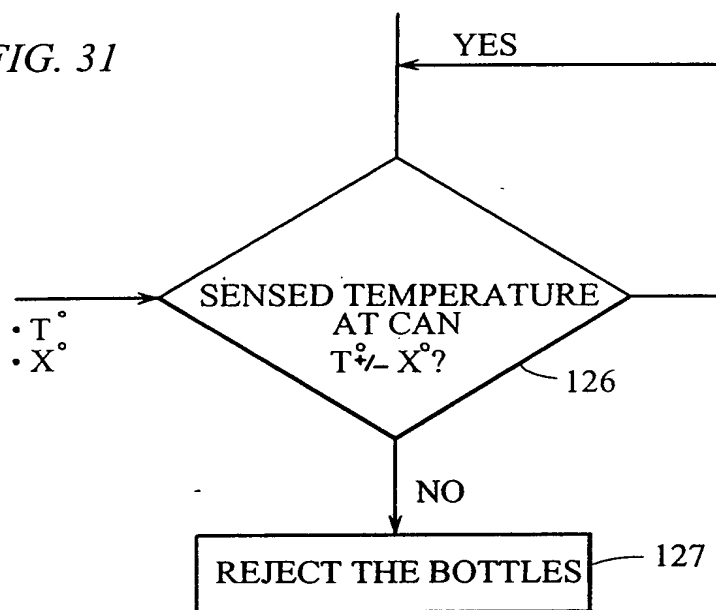 FIG. 31
YES
SENSED TEMPERATURE
AT CAN
T°+/- X°?
• T°
• X°
126
NO
REJECT THE BOTTLES
127